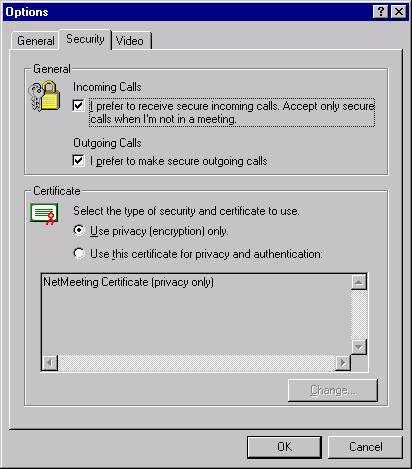 Options
General Security Video
General
Incoming Calls
I prefer to receive secure incoming calls. Accept only secure
calls when I'm not in a meeting.
Outgoing Calls
I prefer to make secure outgoing calls
Certificate
Select the type of security and certificate to use.
Use privacy (encryption) only.
Use this certificate for privacy and authentication:
NetMeeting Certificate (privacy only)
Change...
OK Cancel